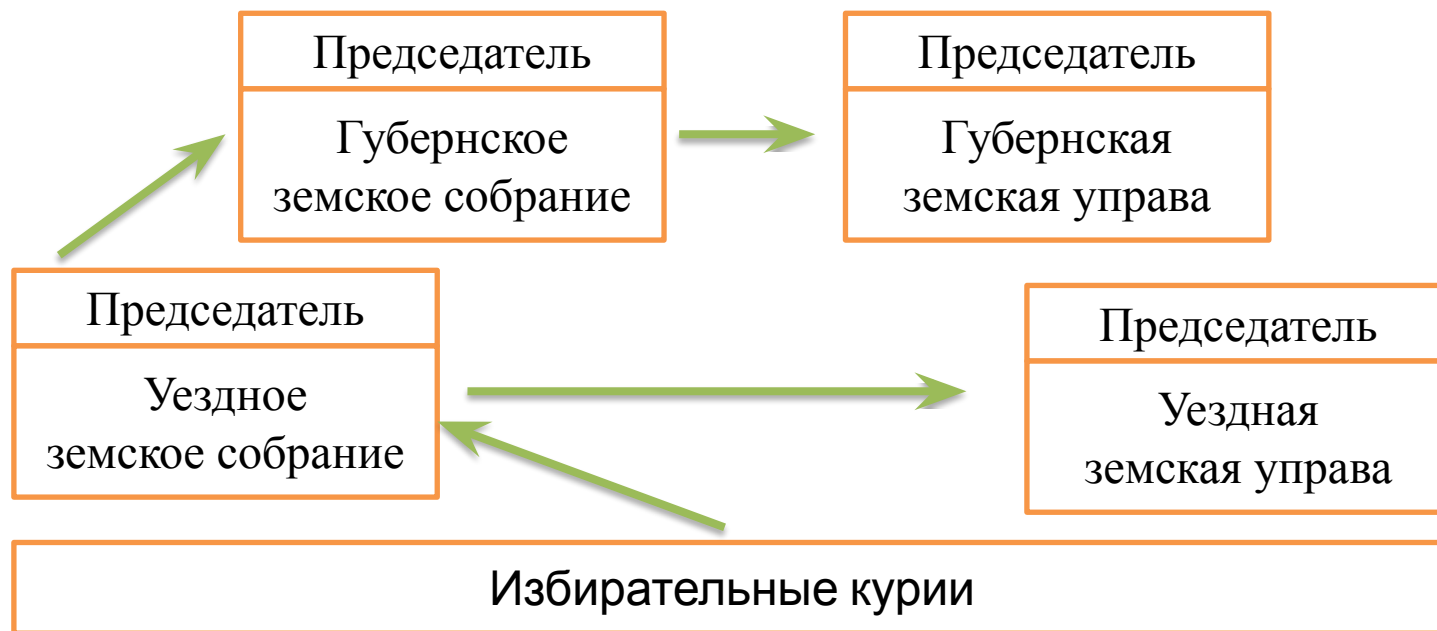 Председатель
Губернское
земское собрание
Председатель
Губернская
земская управа
Председатель
Уездное
земское собрание
Председатель
Уездная
земская управа
Избирательные курии